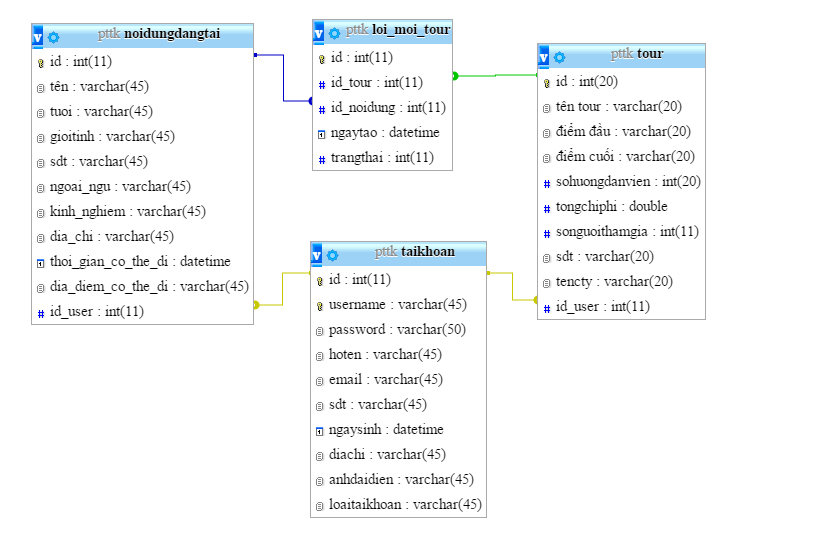 pttk noidungdangtai
id : int(11)
tên : varchar(45)
tuoi : varchar(45)
gioitinh : varchar(45)
sdt : varchar(45)
ngoai_ngu : varchar(45)
kinh_nghiem : varchar(45)
dia_chi : varchar(45)
thoi_gian_co_the_di : datetime
dia_diem_co_the_di : varchar(45)
id_user : int(11)
pttk loi_moi_tour
id : int(11)
id_tour : int(11)
id_noidung : int(11)
ngaytao : datetime
trangthai : int(11)
pttk tour
id : int(20)
tên tour : varchar(20)
điểm đầu : varchar(20)
điểm cuối : varchar(20)
sohuongdanvien : int(20)
tongchiphi : double
songuoithamgia : int(11)
sdt : varchar(20)
tencty : varchar(20)
id_user : int(11)
pttk taikhoan
id : int(11)
username : varchar(45)
password : varchar(50)
hoten : varchar(45)
email : varchar(45)
sdt : varchar(45)
ngaysinh : datetime
diachi : varchar(45)
anhdaidien : varchar(45)
loaitaikhoan : varchar(45)